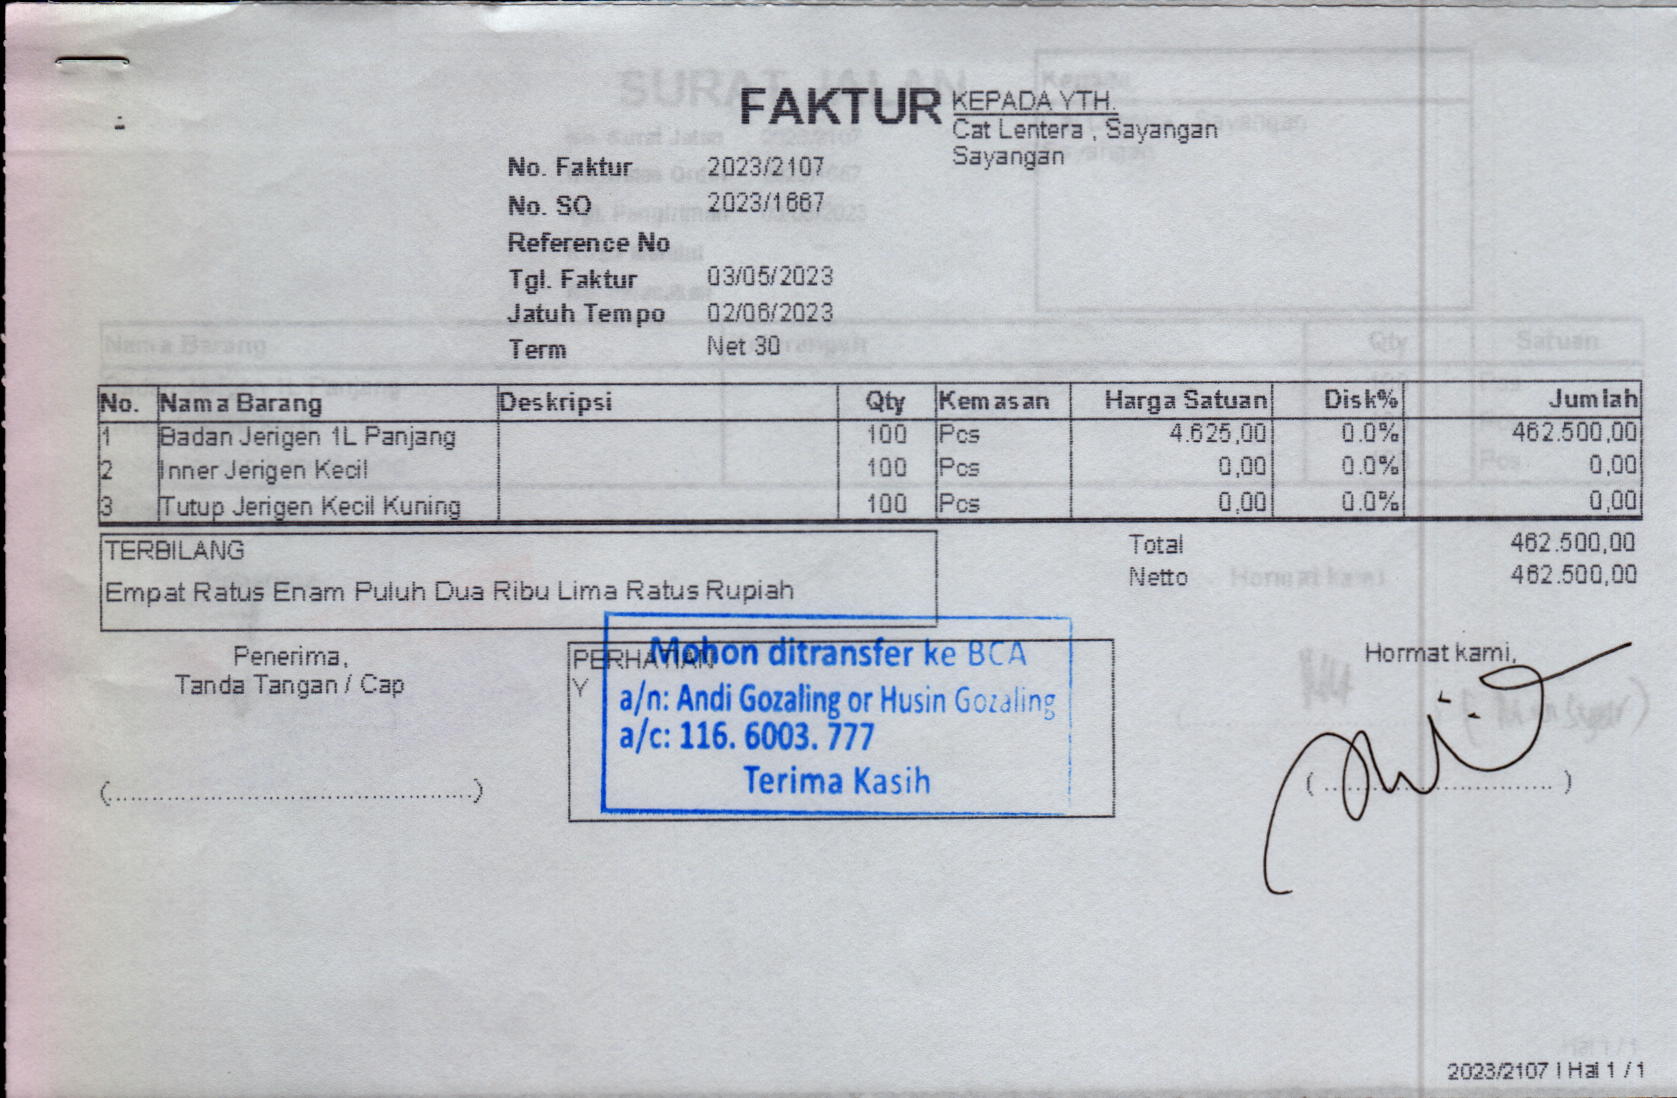 FAKTUR
KEPADA YTH.
Cat Lentera , Sayangan
Sayangan
No. Faktur 2023/2107
No. SO 2023/1667
Reference No
Tgl. Faktur 03/05/2023
Jatuh Tempo 02/06/2023
Term Net 30
No. Nama Barang Deskripsi Qty Kemasan Harga Satuan Disk% Jumlah
1 Badan Jerigen 1L Panjang 100 Pcs 4.625,00 0.0% 462.500,00
2 Inner Jerigen Kecil 100 Pcs 0,00 0.0% 0,00
3 Tutup Jerigen Kecil Kuning 100 Pcs 0,00 0.0% 0,00
TERBILANG
Empat Ratus Enam Puluh Dua Ribu Lima Ratus Rupiah
Total 462.500,00
Netto 462.500,00
Penerima,
Tanda Tangan / Cap
PERHATIAN
Y
Mohon ditransfer ke BCA
a/n: Andi Gozaling or Husin Gozaling
a/c: 116. 6003. 777
Terima Kasih
Hormat kami,
2023/2107 | Hal 1 / 1